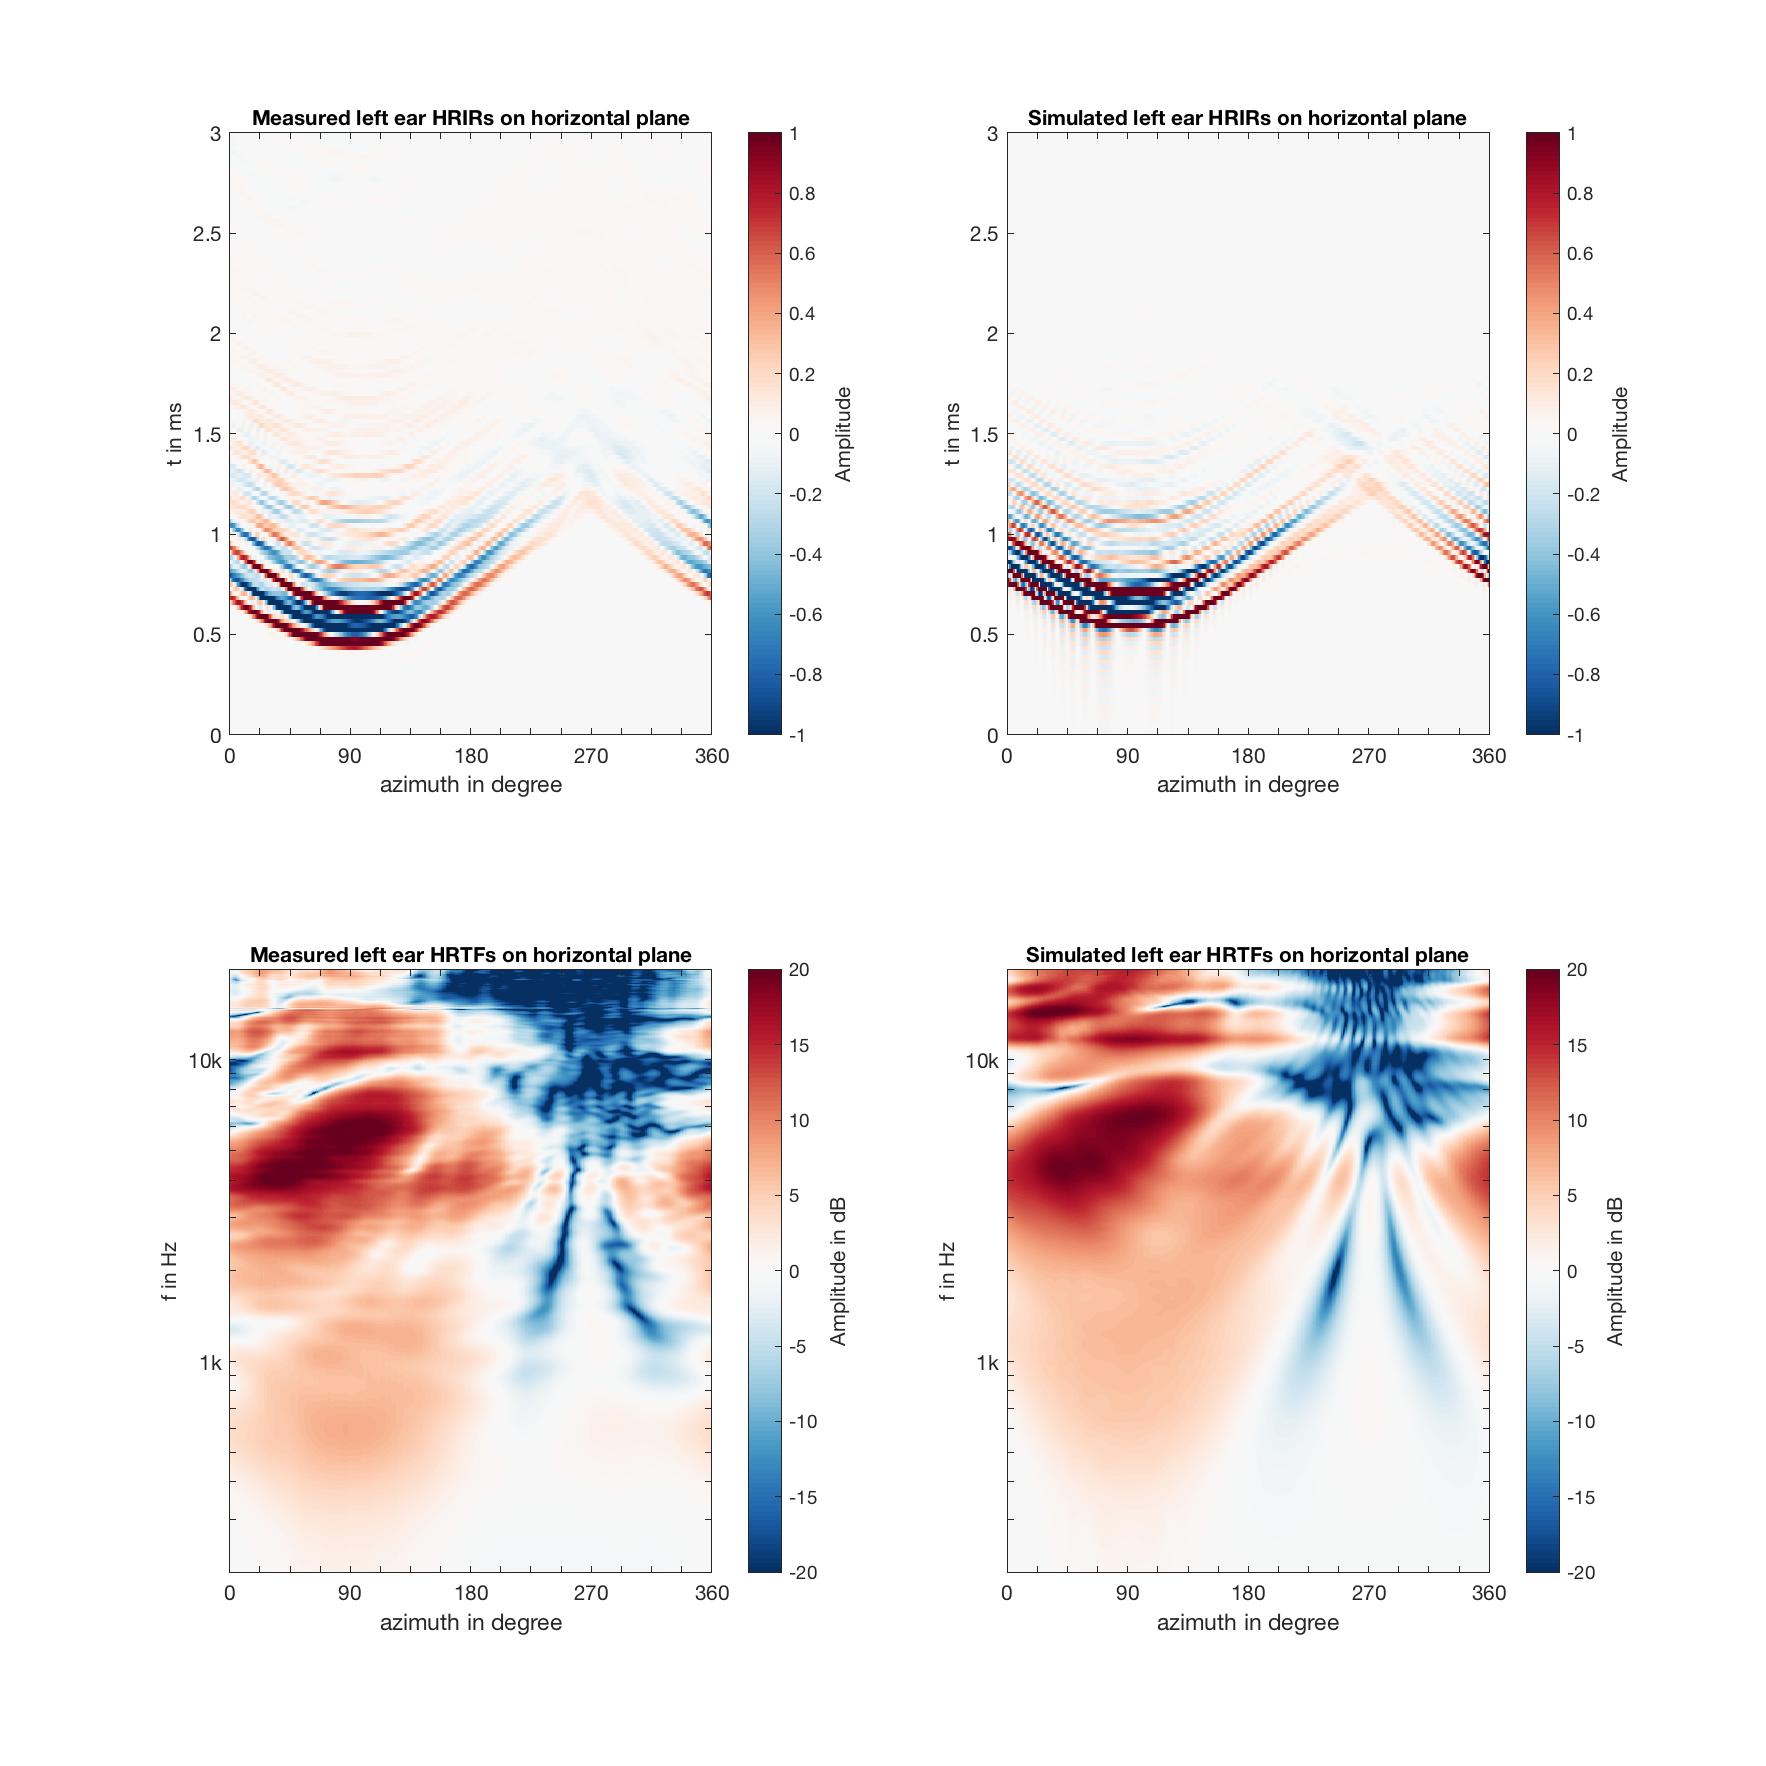 Measured left ear HRIRs on horizontal plane
3
2.5
2
1.5
1
0.5
0
t in ms
0 90 180 270 360
azimuth in degree
1
0.8
0.6
0.4
0.2
0
-0.2
-0.4
-0.6
-0.8
-1
Amplitude
Simulated left ear HRIRs on horizontal plane
3
2.5
2
1.5
1
0.5
0
t in ms
0 90 180 270 360
azimuth in degree
1
0.8
0.6
0.4
0.2
0
-0.2
-0.4
-0.6
-0.8
-1
Amplitude
Measured left ear HRTFs on horizontal plane
10k
1k
f in Hz
0 90 180 270 360
azimuth in degree
20
15
10
5
0
-5
-10
-15
-20
Amplitude in dB
Simulated left ear HRTFs on horizontal plane
10k
1k
f in Hz
0 90 180 270 360
azimuth in degree
20
15
10
5
0
-5
-10
-15
-20
Amplitude in dB